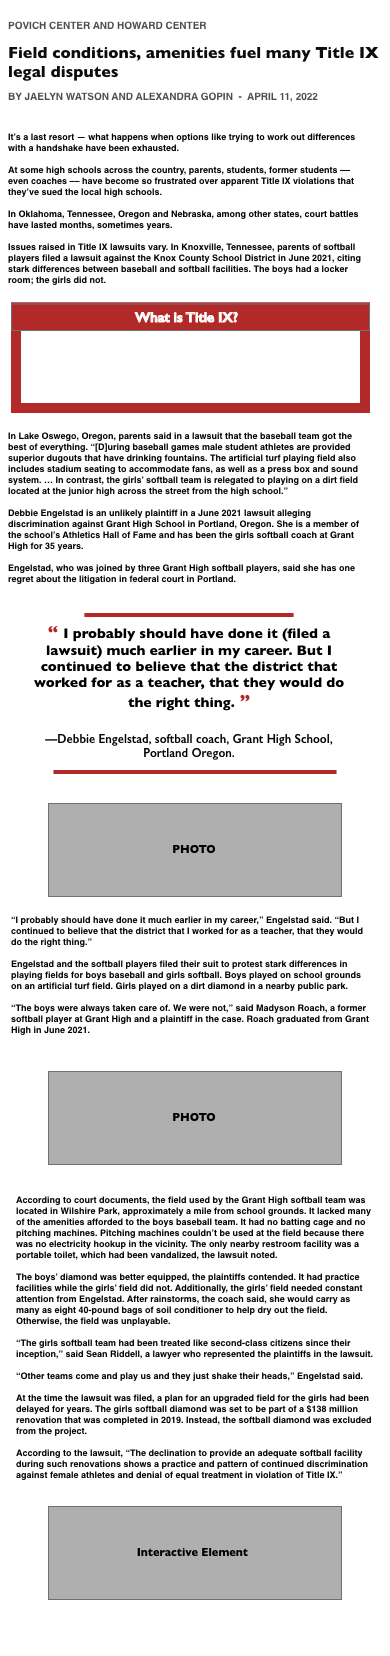 POVICH CENTER AND HOWARD CENTER
Field conditions, amenities fuel many Title IX
legal disputes
BY JAELYN WATSON AND ALEXANDRA GOPIN - APRIL 11, 2022
It's a last resort — what happens when options like trying to work out differences
with a handshake have been exhausted.
At some high schools across the country, parents, students, former students —
even coaches — have become so frustrated over apparent Title IX violations that
they've sued the local high schools.
In Oklahoma, Tennessee, Oregon and Nebraska, among other states, court battles
have lasted months, sometimes years.
Issues raised in Title IX lawsuits vary. In Knoxville, Tennessee, parents of softball
players filed a lawsuit against the Knox County School District in June 2021, citing
stark differences between baseball and softball facilities. The boys had a locker
room; the girls did not.
What is Title IX?
In Lake Oswego, Oregon, parents said in a lawsuit that the baseball team got the
best of everything. “[D]uring baseball games male student athletes are provided
superior dugouts that have drinking fountains. The artificial turf playing field also
includes stadium seating to accommodate fans, as well as a press box and sound
system. … In contrast, the girls' softball team is relegated to playing on a dirt field
located at the junior high across the street from the high school.”
Debbie Engelstad is an unlikely plaintiff in a June 2021 lawsuit alleging
discrimination against Grant High School in Portland, Oregon. She is a member of
the school's Athletics Hall of Fame and has been the girls softball coach at Grant
High for 35 years.
Engelstad, who was joined by three Grant High softball players, said she has one
regret about the litigation in federal court in Portland.
“ I probably should have done it (filed a
lawsuit) much earlier in my career. But I
continued to believe that the district that
worked for as a teacher, that they would do
the right thing. ”
—Debbie Engelstad, softball coach, Grant High School,
Portland Oregon.
PHOTO
“I probably should have done it much earlier in my career,” Engelstad said. “But I
continued to believe that the district that I worked for as a teacher, that they would
do the right thing.”
Engelstad and the softball players filed their suit to protest stark differences in
playing fields for boys baseball and girls softball. Boys played on school grounds
on an artificial turf field. Girls played on a dirt diamond in a nearby public park.
“The boys were always taken care of. We were not,” said Madyson Roach, a former
softball player at Grant High and a plaintiff in the case. Roach graduated from Grant
High in June 2021.
PHOTO
According to court documents, the field used by the Grant High softball team was
located in Wilshire Park, approximately a mile from school grounds. It lacked many
of the amenities afforded to the boys baseball team. It had no batting cage and no
pitching machines. Pitching machines couldn't be used at the field because there
was no electricity hookup in the vicinity. The only nearby restroom facility was a
portable toilet, which had been vandalized, the lawsuit noted.
The boys' diamond was better equipped, the plaintiffs contended. It had practice
facilities while the girls' field did not. Additionally, the girls' field needed constant
attention from Engelstad. After rainstorms, the coach said, she would carry as
many as eight 40-pound bags of soil conditioner to help dry out the field.
Otherwise, the field was unplayable.
“The girls softball team had been treated like second-class citizens since their
inception,” said Sean Riddell, a lawyer who represented the plaintiffs in the lawsuit.
“Other teams come and play us and they just shake their heads,” Engelstad said.
At the time the lawsuit was filed, a plan for an upgraded field for the girls had been
delayed for years. The girls softball diamond was set to be part of a $138 million
renovation that was completed in 2019. Instead, the softball diamond was excluded
from the project.
According to the lawsuit, “The declination to provide an adequate softball facility
during such renovations shows a practice and pattern of continued discrimination
against female athletes and denial of equal treatment in violation of Title IX.”
Interactive Element